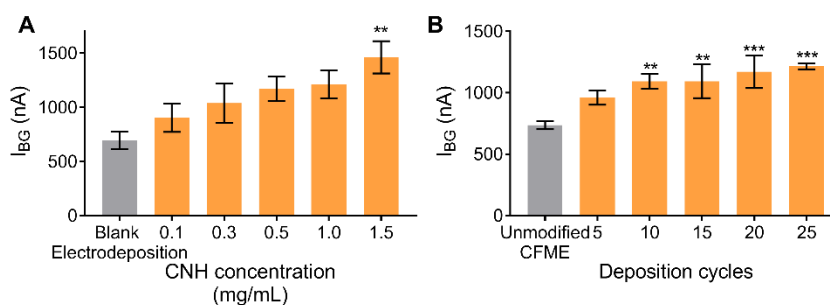 A
**
1500
1000
500
0
I_BG (nA)
Blank Electrodeposition
0.1 0.3 0.5 1.0 1.5
CNH concentration
(mg/mL)
B
** ** *** ***
1500
1000
500
0
I_BG (nA)
Unmodified CFME
5 10 15 20 25
Deposition cycles